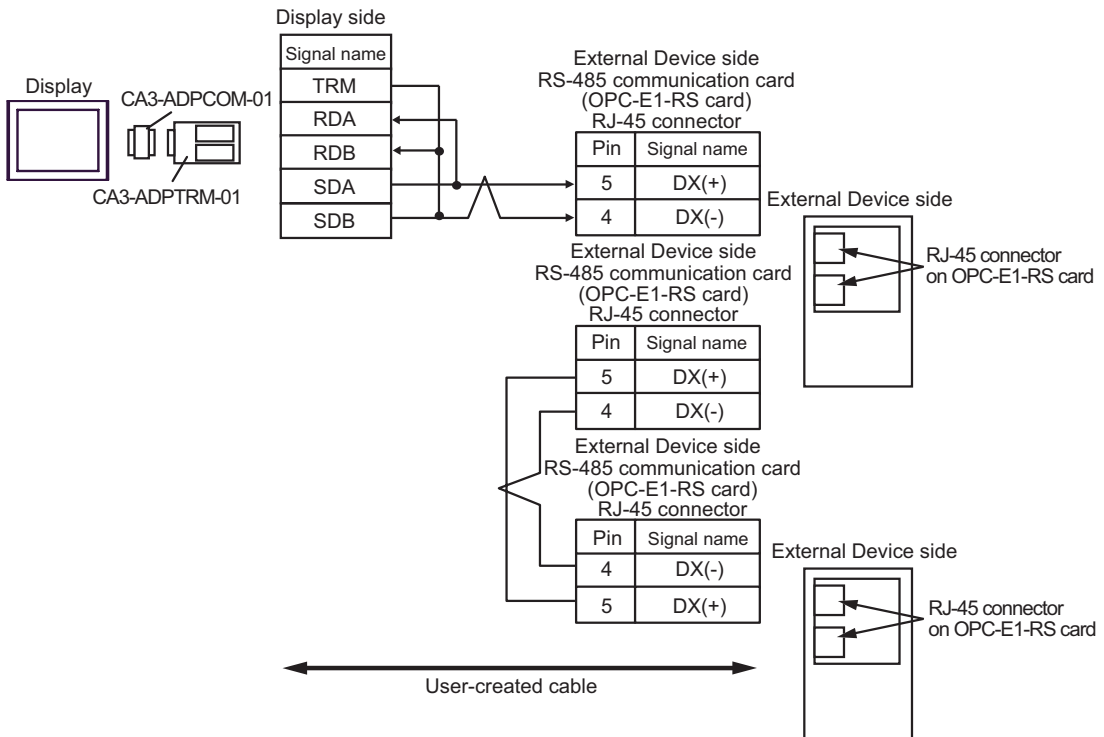 Display side
Signal name
TRM
RDA
RDB
SDA
SDB
Display
CA3-ADPCOM-01
CA3-ADPTRM-01
External Device side
RS-485 communication card
(OPC-E1-RS card)
RJ-45 connector
Pin Signal name
5 DX(+)
4 DX(-)
External Device side
RJ-45 connector
on OPC-E1-RS card
External Device side
RS-485 communication card
(OPC-E1-RS card)
RJ-45 connector
Pin Signal name
5 DX(+)
4 DX(-)
External Device side
RS-485 communication card
(OPC-E1-RS card)
RJ-45 connector
Pin Signal name
4 DX(-)
5 DX(+)
External Device side
RJ-45 connector
on OPC-E1-RS card
User-created cable